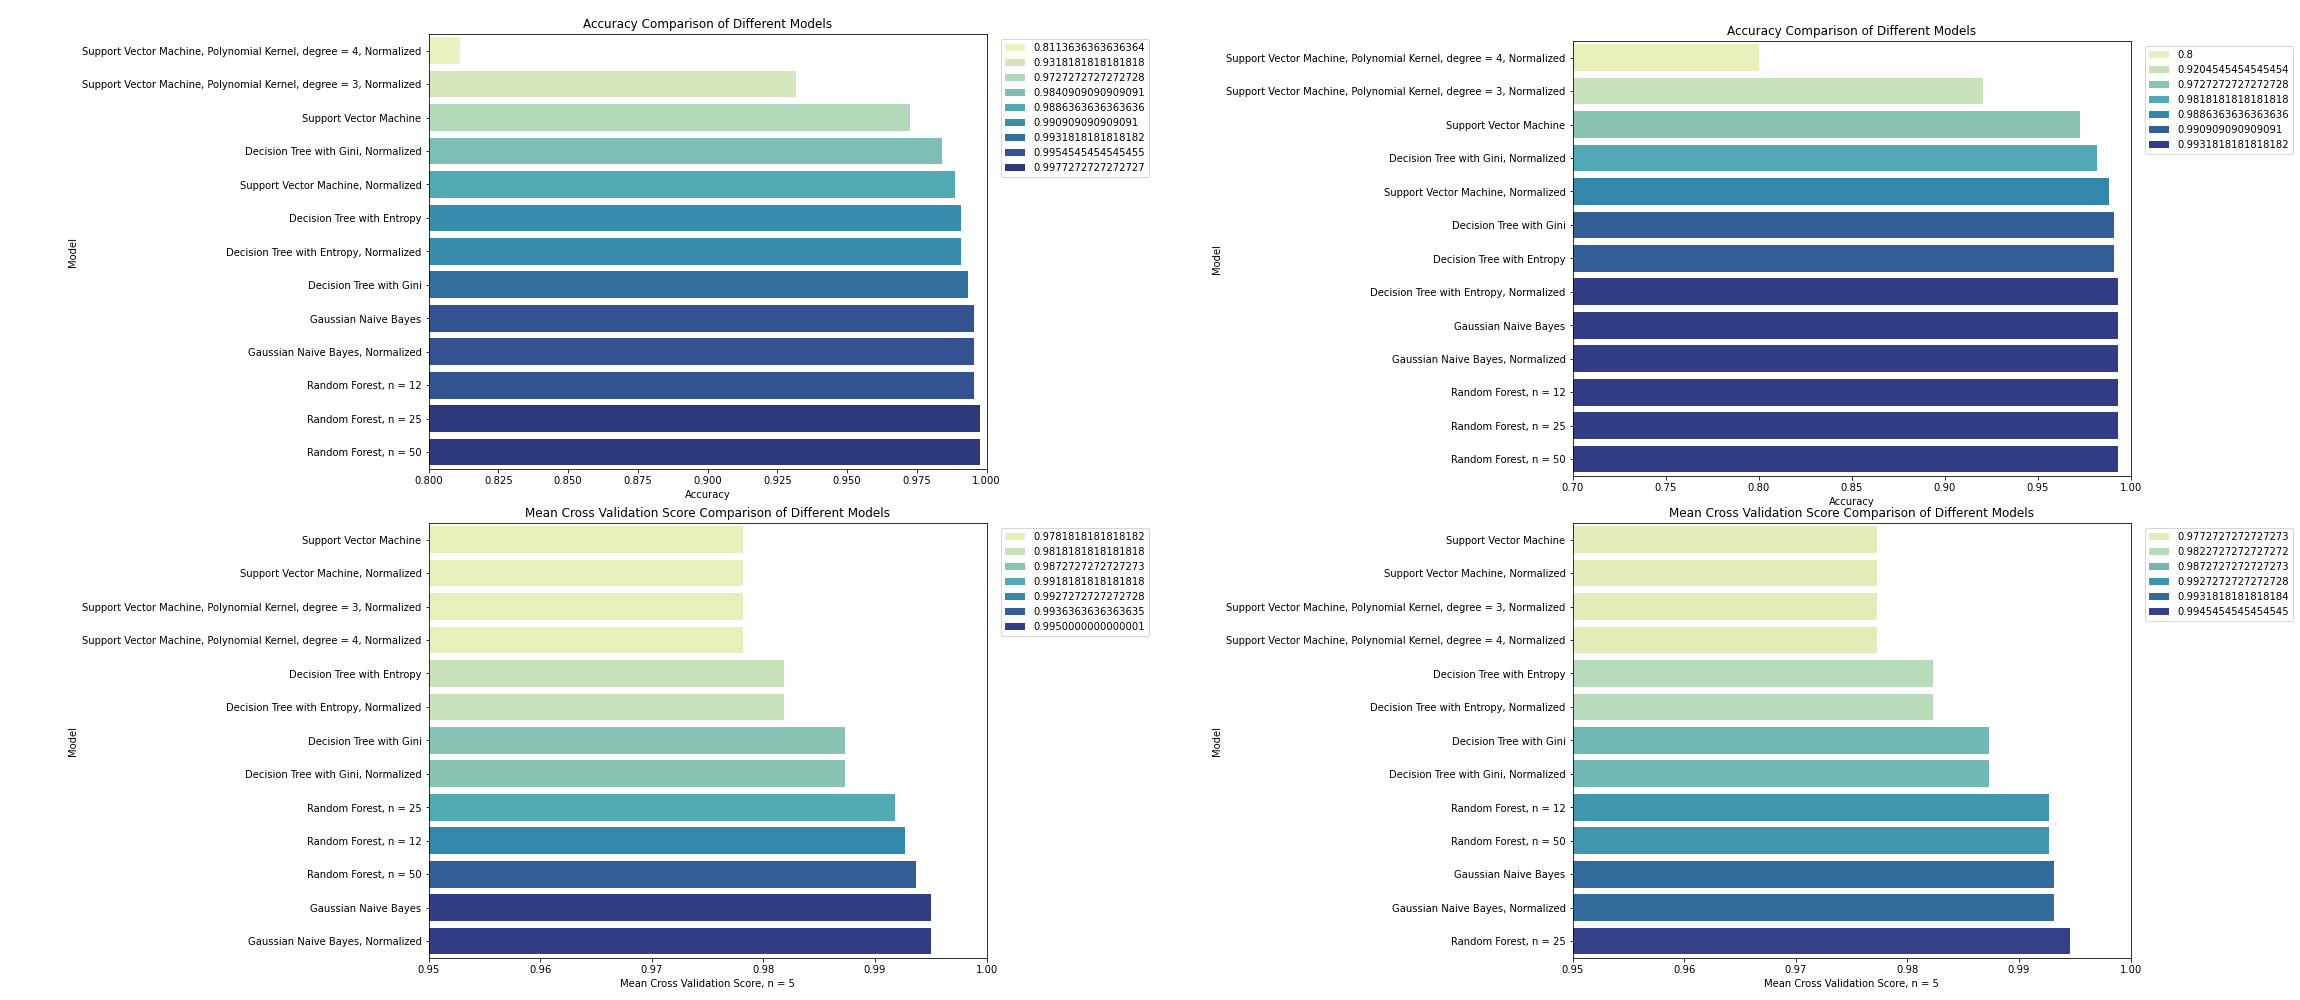 Accuracy Comparison of Different Models
Support Vector Machine, Polynomial Kernel, degree = 4, Normalized
Support Vector Machine, Polynomial Kernel, degree = 3, Normalized
Support Vector Machine
Decision Tree with Gini, Normalized
Support Vector Machine, Normalized
Decision Tree with Entropy
Decision Tree with Entropy, Normalized
Decision Tree with Gini
Gaussian Naive Bayes
Gaussian Naive Bayes, Normalized
Random Forest, n = 12
Random Forest, n = 25
Random Forest, n = 50
Model
0.800 0.825 0.850 0.875 0.900 0.925 0.950 0.975 1.000
Accuracy
0.8113636363636364
0.9318181818181818
0.9727272727272728
0.9840909090909091
0.9886363636363636
0.990909090909091
0.9931818181818182
0.9954545454545455
0.9977272727272727
Accuracy Comparison of Different Models
Support Vector Machine, Polynomial Kernel, degree = 4, Normalized
Support Vector Machine, Polynomial Kernel, degree = 3, Normalized
Support Vector Machine
Decision Tree with Gini, Normalized
Support Vector Machine, Normalized
Decision Tree with Gini
Decision Tree with Entropy
Decision Tree with Entropy, Normalized
Gaussian Naive Bayes
Gaussian Naive Bayes, Normalized
Random Forest, n = 12
Random Forest, n = 25
Random Forest, n = 50
Model
0.70 0.75 0.80 0.85 0.90 0.95 1.00
Accuracy
0.8
0.9204545454545454
0.9727272727272728
0.9818181818181818
0.9886363636363636
0.990909090909091
0.9931818181818182
Mean Cross Validation Score Comparison of Different Models
Support Vector Machine
Support Vector Machine, Normalized
Support Vector Machine, Polynomial Kernel, degree = 3, Normalized
Support Vector Machine, Polynomial Kernel, degree = 4, Normalized
Decision Tree with Entropy
Decision Tree with Entropy, Normalized
Decision Tree with Gini
Decision Tree with Gini, Normalized
Random Forest, n = 25
Random Forest, n = 12
Random Forest, n = 50
Gaussian Naive Bayes
Gaussian Naive Bayes, Normalized
Model
0.95 0.96 0.97 0.98 0.99 1.00
Mean Cross Validation Score, n = 5
0.9781818181818182
0.9818181818181818
0.9872727272727273
0.9918181818181818
0.9927272727272728
0.9936363636363635
0.9950000000000001
Mean Cross Validation Score Comparison of Different Models
Support Vector Machine
Support Vector Machine, Normalized
Support Vector Machine, Polynomial Kernel, degree = 3, Normalized
Support Vector Machine, Polynomial Kernel, degree = 4, Normalized
Decision Tree with Entropy
Decision Tree with Entropy, Normalized
Decision Tree with Gini
Decision Tree with Gini, Normalized
Random Forest, n = 12
Random Forest, n = 50
Gaussian Naive Bayes
Gaussian Naive Bayes, Normalized
Random Forest, n = 25
Model
0.95 0.96 0.97 0.98 0.99 1.00
Mean Cross Validation Score, n = 5
0.9772727272727273
0.9822727272727272
0.9872727272727273
0.9927272727272728
0.9931818181818184
0.9945454545454545